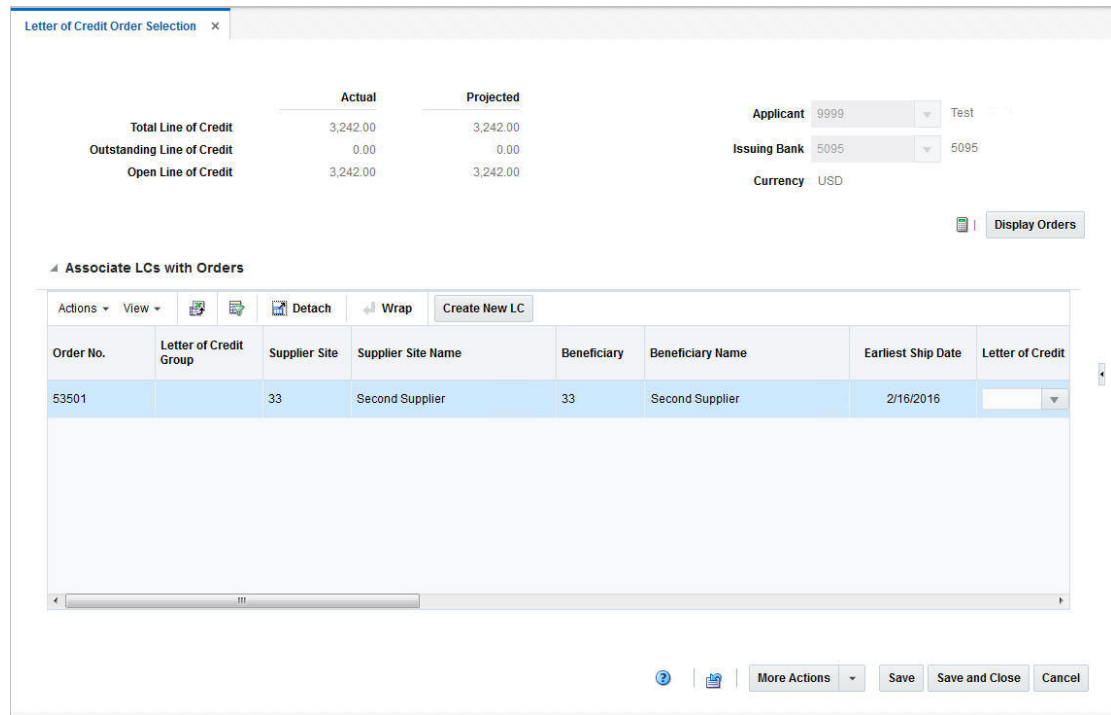 Letter of Credit Order Selection ×
Actual Projected
Total Line of Credit 3,242.00 3,242.00
Outstanding Line of Credit 0.00 0.00
Open Line of Credit 3,242.00 3,242.00
Applicant 9999 Test
Issuing Bank 5095 5095
Currency USD
Display Orders
Associate LCs with Orders
Actions View Detach Wrap Create New LC
Order No. Letter of Credit Group Supplier Site Supplier Site Name Beneficiary Beneficiary Name Earliest Ship Date Letter of Credit
53501 33 Second Supplier 33 Second Supplier 2/16/2016
More Actions Save Save and Close Cancel